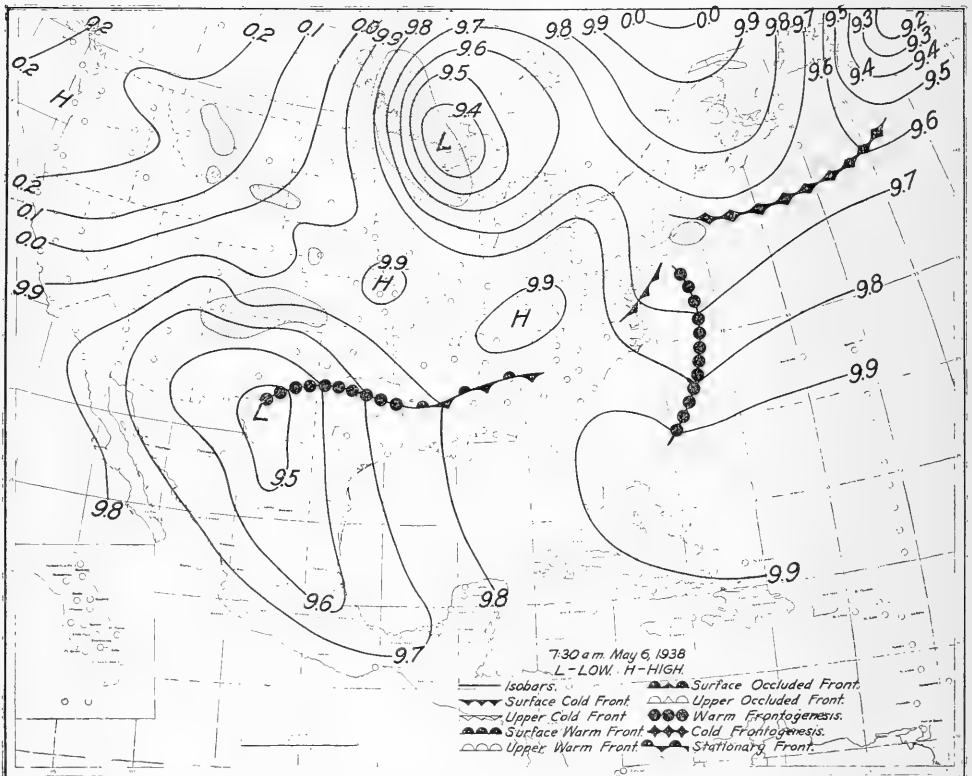 0.2 0.2 0.1 0.0 9.9 9.8 9.7 9.8 9.9 0.0 0.0 9.9 9.8 9.7 9.5 9.3 9.2
9.3
9.6 9.4
0.2 9.5 9.6 9.4 9.5
H 9.4
L 9.6
0.2 9.7
0.1
0.0
9.9 9.9 9.9 9.8
H
H
9.9
L
9.5
9.8
9.9
9.6 9.8
9.7
7:30 a.m. May 6, 1938
L-LOW. H-HIGH.
Isobars. Surface Occluded Front.
Surface Cold Front. Upper Occluded Front.
Upper Cold Front Warm Frontogenesis.
Surface Warm Front. Cold Frontogenesis.
Upper Warm Front. Stationary Front.